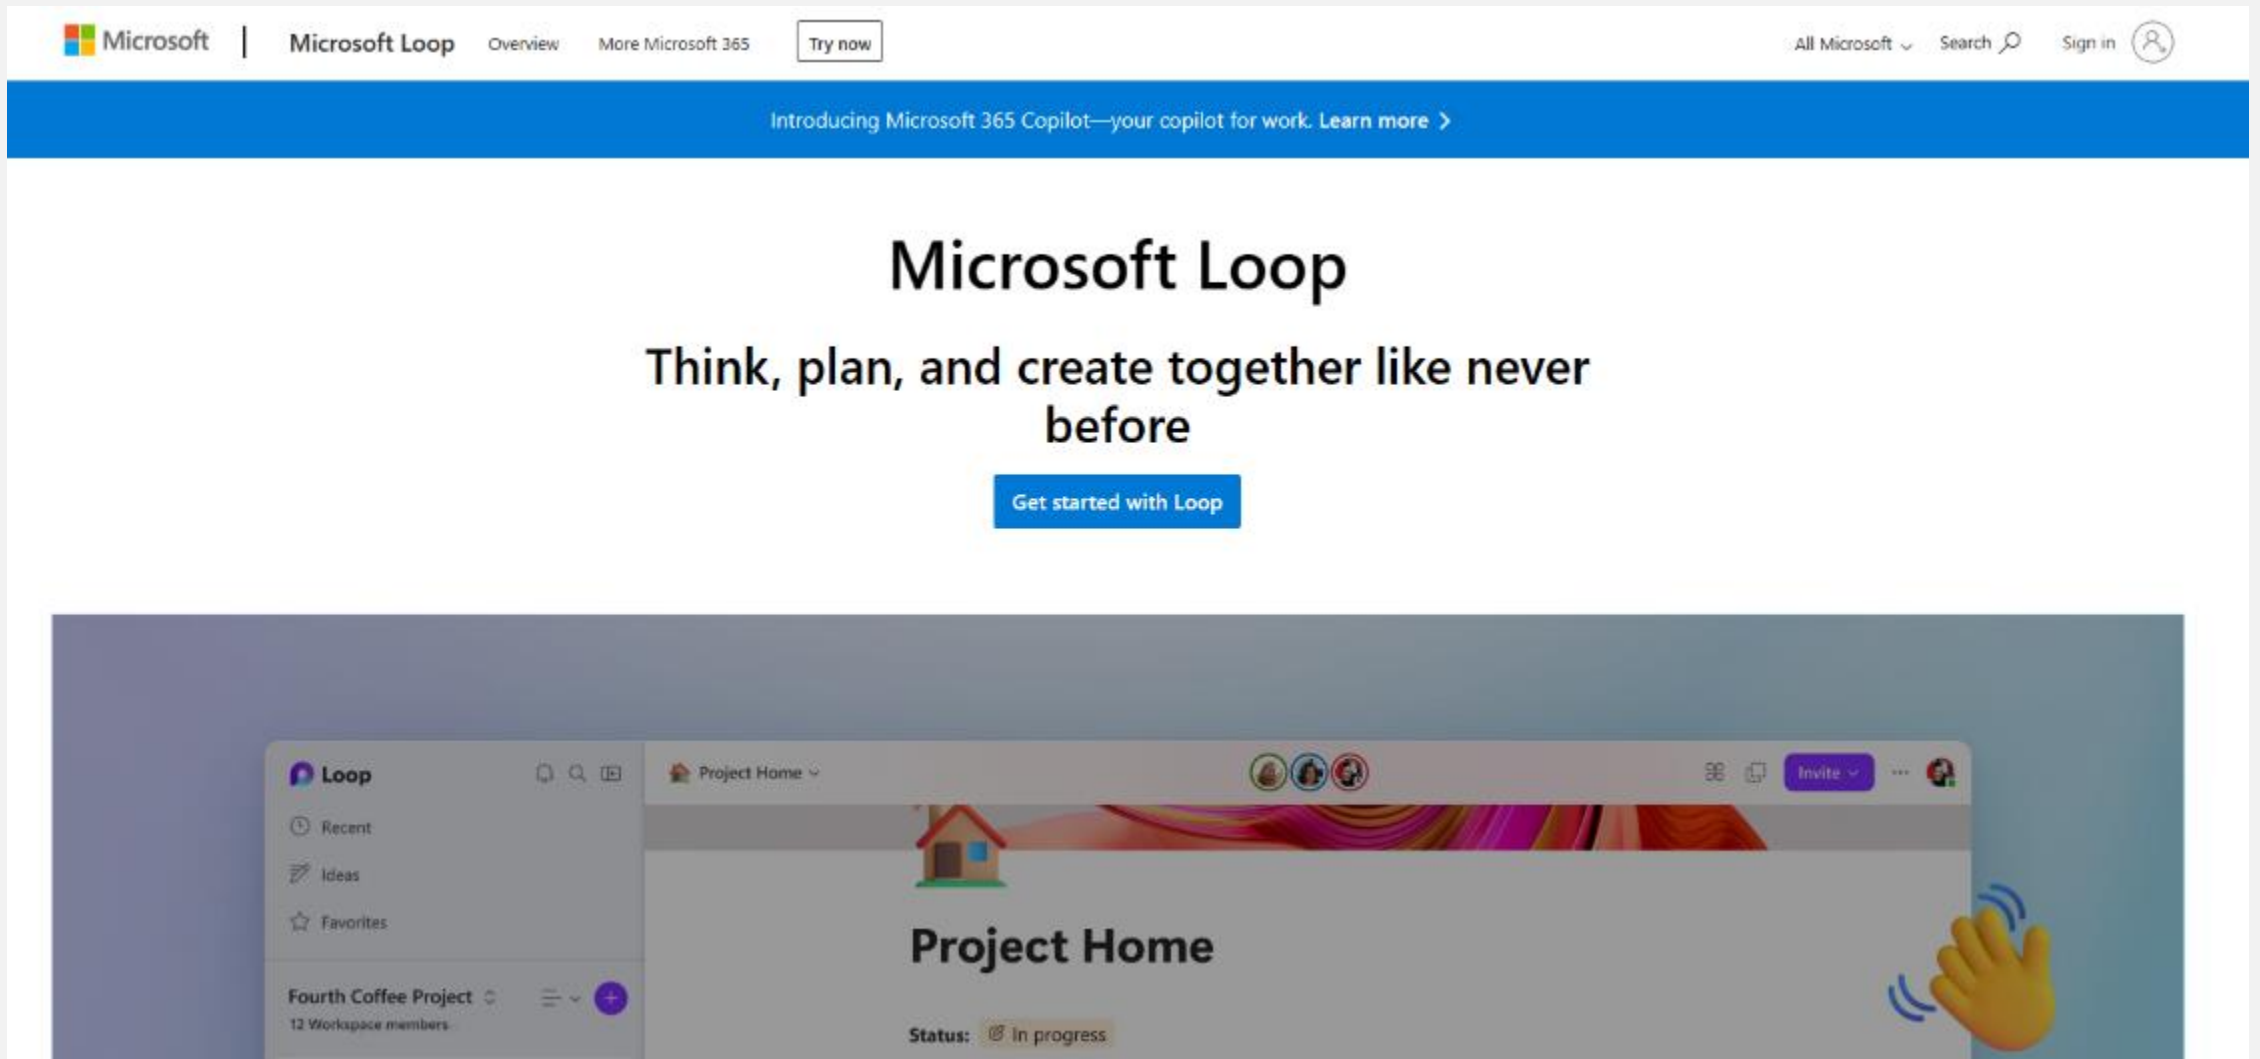 Microsoft
Microsoft Loop
Overview
More Microsoft 365
Try now
All Microsoft
Search
Sign in
Introducing Microsoft 365 Copilot—your copilot for work. Learn more
Microsoft Loop
Think, plan, and create together like never
before
Get started with Loop
Loop
Recent
Ideas
Favorites
Fourth Coffee Project
12 Workspace members
Project Home
Invite
Project Home
Status: In progress